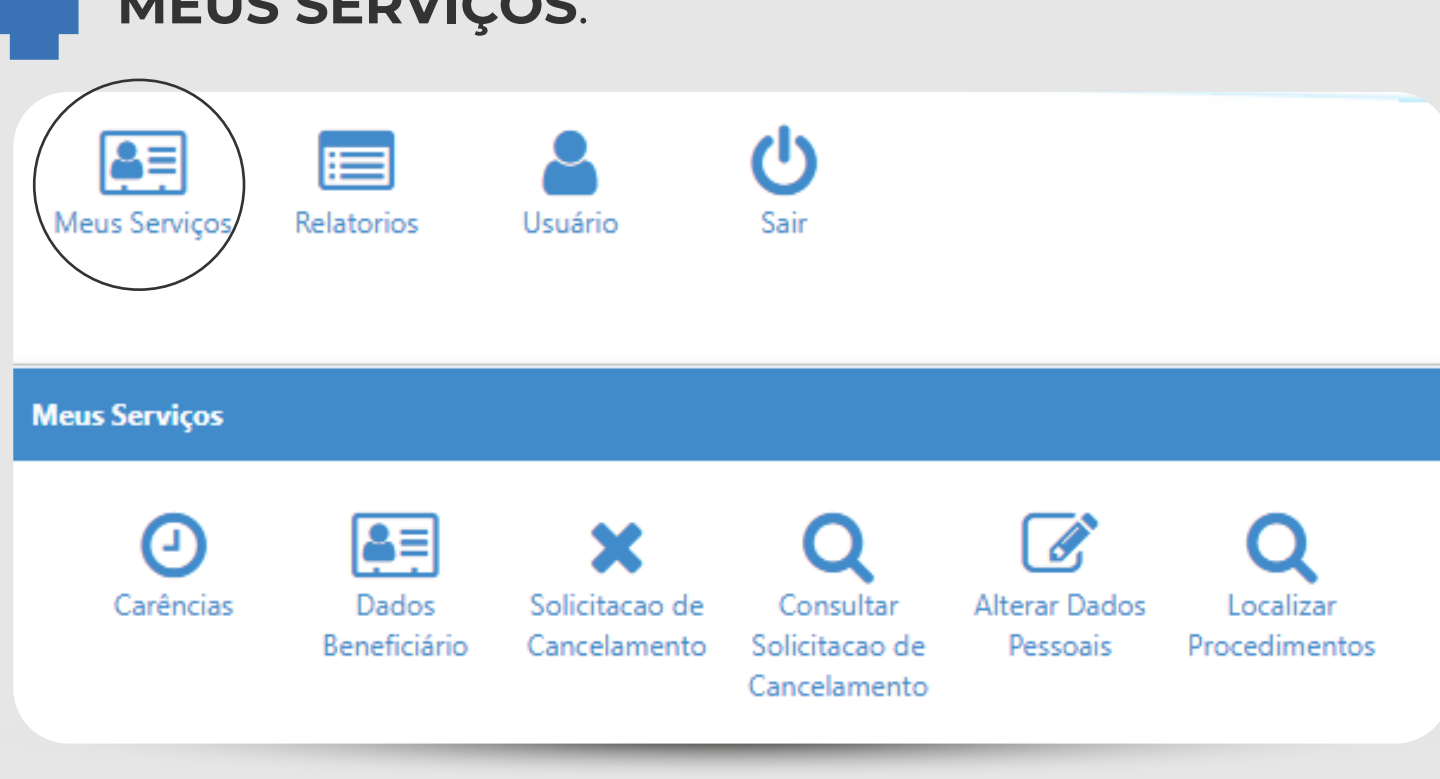 MEUS SERVIÇOS.
Meus Serviços
Relatorios
Usuário
Sair
Meus Serviços
Carências
Dados
Beneficiário
Solicitacao de
Cancelamento
Consultar
Solicitacao de
Cancelamento
Alterar Dados
Pessoais
Localizar
Procedimentos